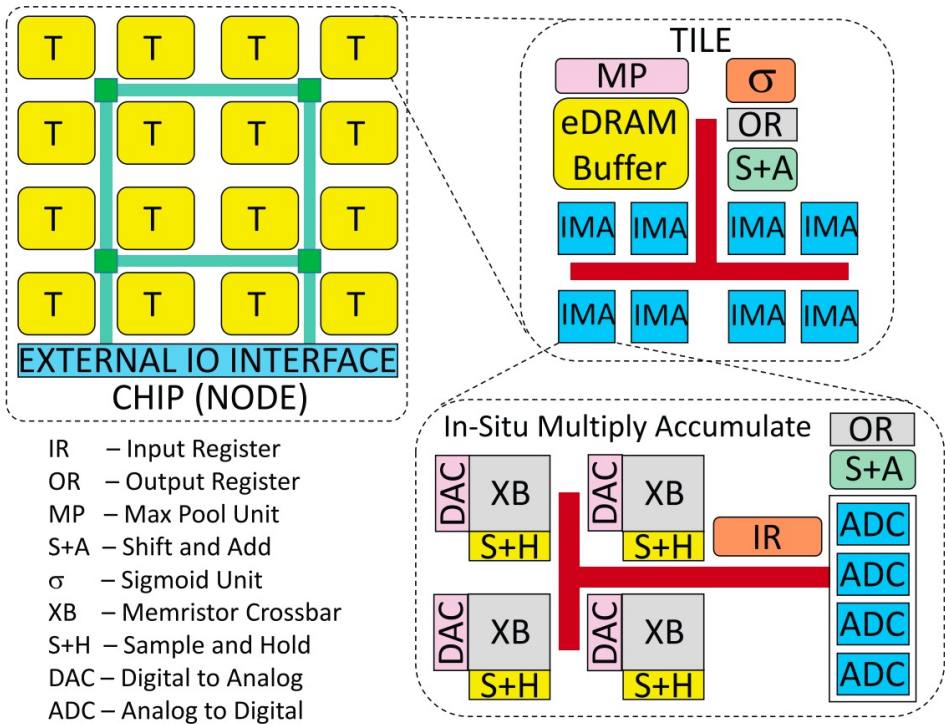 T T T T
T T T T
T T T T
T T T T
EXTERNAL IO INTERFACE
CHIP (NODE)
TILE
MP
σ
eDRAM
Buffer
OR
S+A
IMA IMA IMA IMA
IMA IMA IMA IMA
IR – Input Register
OR – Output Register
MP – Max Pool Unit
S+A – Shift and Add
σ – Sigmoid Unit
XB – Memristor Crossbar
S+H – Sample and Hold
DAC – Digital to Analog
ADC – Analog to Digital
In-Situ Multiply Accumulate
OR
S+A
DAC XB DAC XB
S+H S+H
IR
DAC XB DAC XB
S+H S+H
ADC
ADC
ADC
ADC